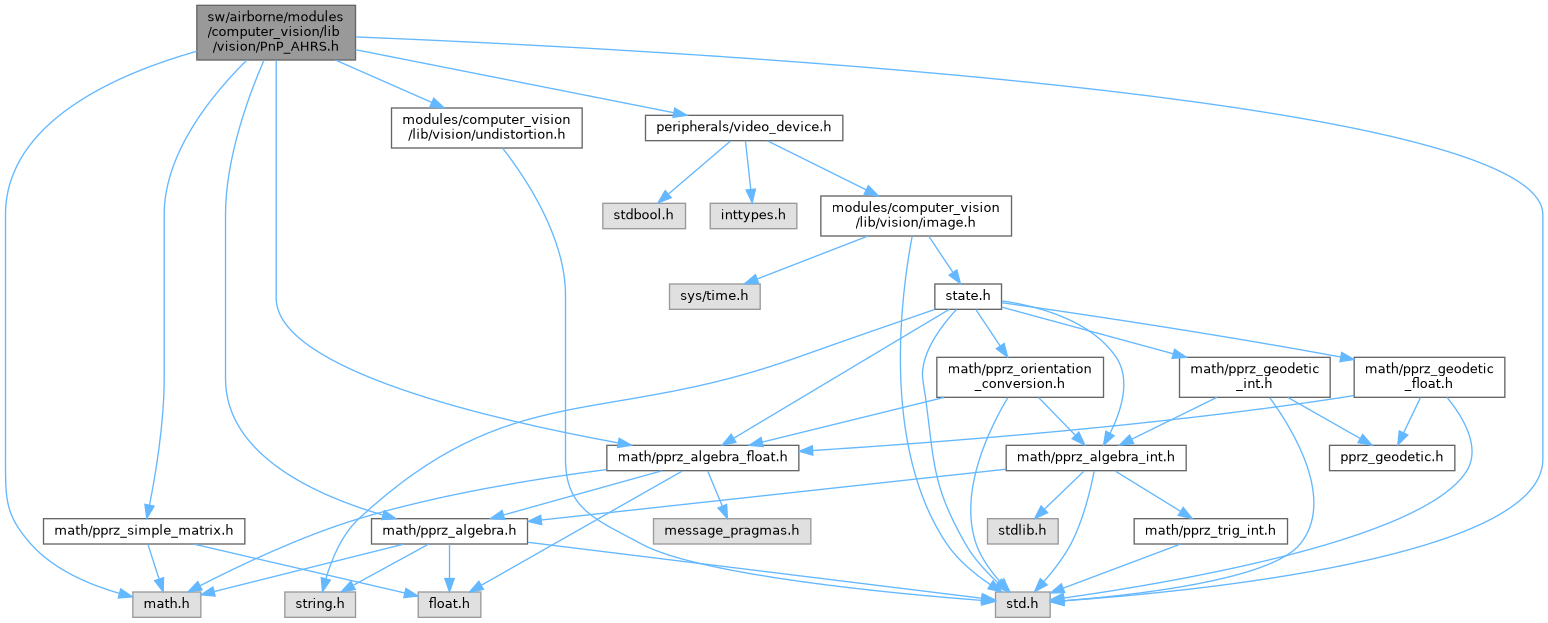 sw/airborne/modules
/computer_vision/lib
/vision/PnP_AHRS.h
modules/computer_vision
/lib/vision/undistortion.h
peripherals/video_device.h
stdbool.h
inttypes.h
modules/computer_vision
/lib/vision/image.h
sys/time.h
state.h
math/pprz_orientation
_conversion.h
math/pprz_geodetic
_int.h
math/pprz_geodetic
_float.h
math/pprz_algebra_float.h
math/pprz_algebra_int.h
pprz_geodetic.h
math/pprz_simple_matrix.h
math/pprz_algebra.h
message_pragmas.h
stdlib.h
math/pprz_trig_int.h
math.h
string.h
float.h
std.h